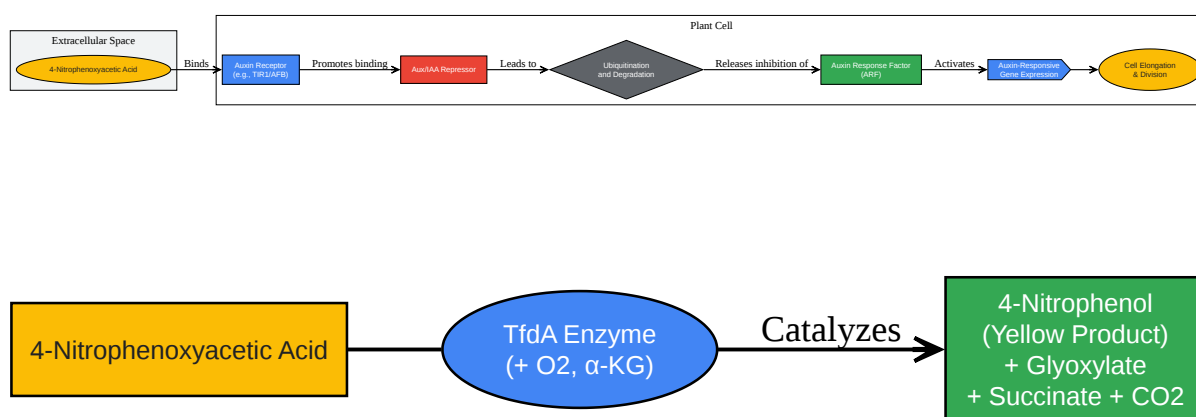 Plant Cell
Extracellular Space
4-Nitrophenoxyacetic Acid
Binds
Auxin Receptor
(e.g., TIR1/AFB)
Promotes binding
Aux/IAA Repressor
Leads to
Ubiquitination
and Degradation
Releases inhibition of
Auxin Response Factor
(ARF)
Activates
Auxin-Responsive
Gene Expression
Cell Elongation
& Division
4-Nitrophenoxyacetic Acid
TfdA Enzyme
(+ O2, α-KG)
Catalyzes
4-Nitrophenol
(Yellow Product)
+ Glyoxylate
+ Succinate + CO2